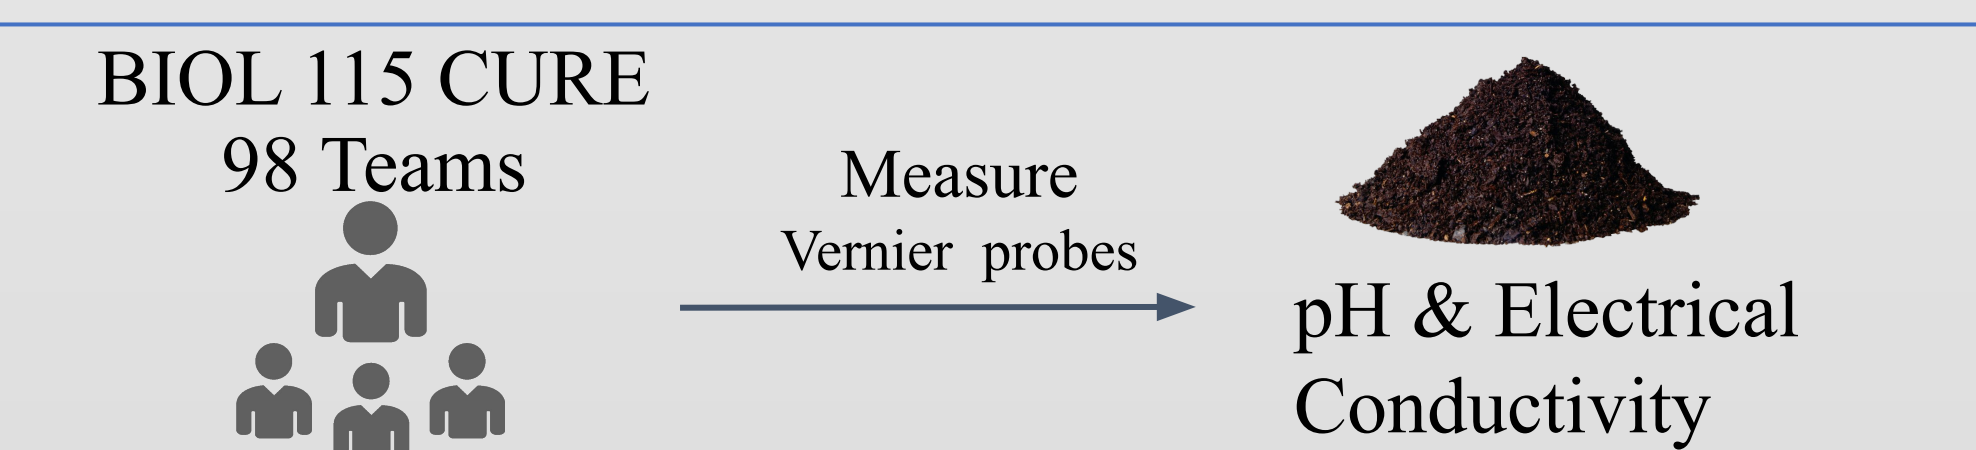 BIOL 115 CURE
98 Teams
Measure
Vernier probes
pH & Electrical
Conductivity